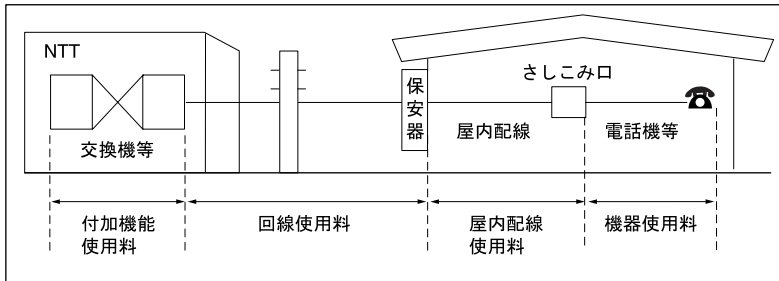 NTT
さしこみ口
保
安
器
屋内配線
電話機等
交換機等
付加機能
使用料
回線使用料
屋内配線
使用料
機器使用料